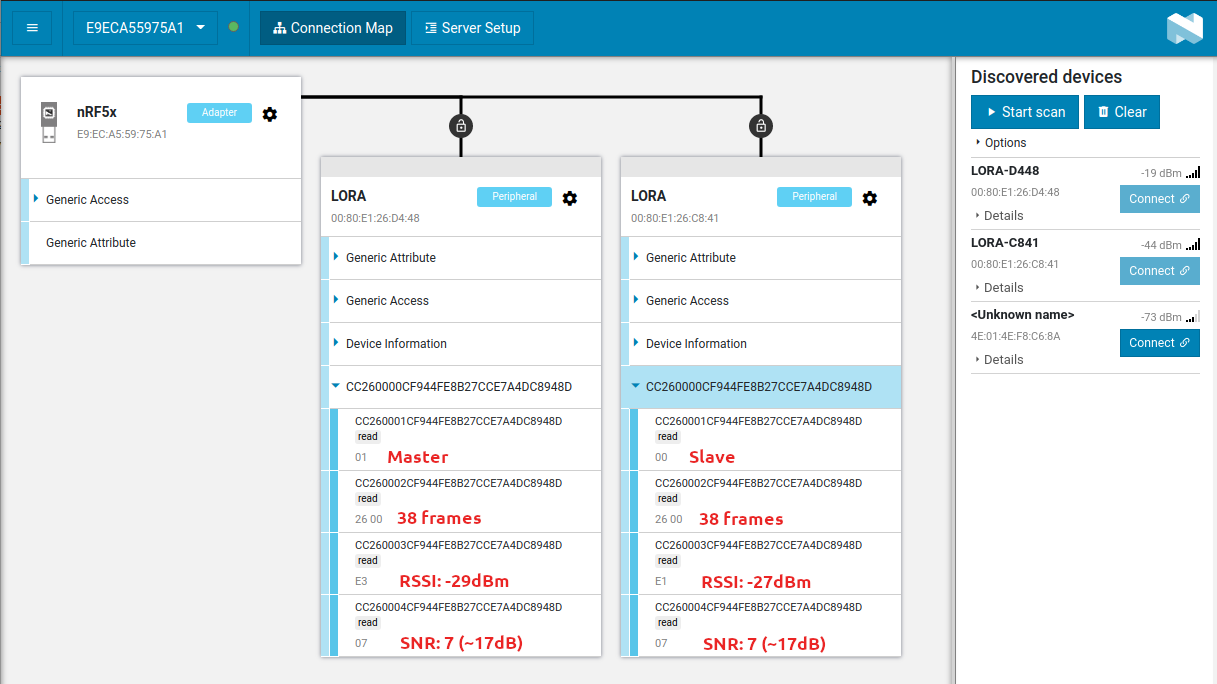 E9ECA55975A1
Connection Map
Server Setup
nRF5x
Adapter
E9:EC:A5:59:75:A1
Generic Access
Generic Attribute
LORA
Peripheral
00:80:E1:26:D4:48
Generic Attribute
Generic Access
Device Information
CC260000CF944FE8B27CCE7A4DC8948D
CC260001CF944FE8B27CCE7A4DC8948D
read
01 Master
CC260002CF944FE8B27CCE7A4DC8948D
read
26 00 38 frames
CC260003CF944FE8B27CCE7A4DC8948D
read
E3 RSSI: -29dBm
CC260004CF944FE8B27CCE7A4DC8948D
read
07 SNR: 7 (~17dB)
LORA
Peripheral
00:80:E1:26:C8:41
Generic Attribute
Generic Access
Device Information
CC260000CF944FE8B27CCE7A4DC8948D
CC260001CF944FE8B27CCE7A4DC8948D
read
00 Slave
CC260002CF944FE8B27CCE7A4DC8948D
read
26 00 38 frames
CC260003CF944FE8B27CCE7A4DC8948D
read
E1 RSSI: -27dBm
CC260004CF944FE8B27CCE7A4DC8948D
read
07 SNR: 7 (~17dB)
Discovered devices
Start scan
Clear
Options
LORA-D448
-19 dBm
00:80:E1:26:D4:48
Connect
Details
LORA-C841
-44 dBm
00:80:E1:26:C8:41
Connect
Details
<Unknown name>
-73 dBm
4E:01:4E:F8:C6:8A
Connect
Details